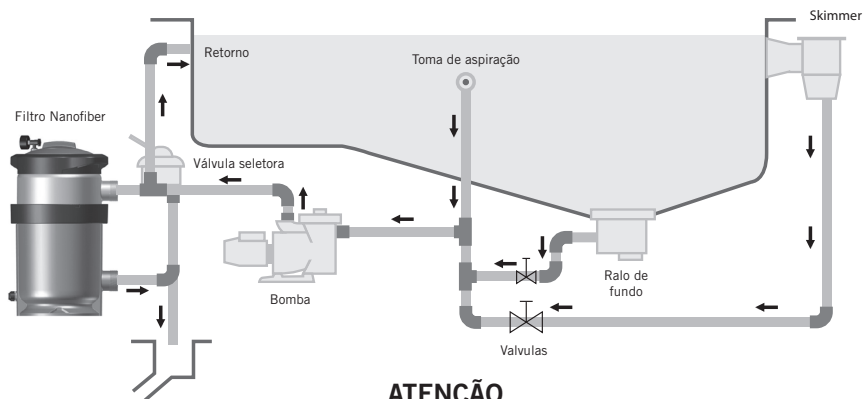 Skimmer
Retorno
Toma de aspiração
Filtro Nanofiber
Válvula seletora
Ralo de
fundo
Bomba
Valvulas
ATENÇÃO